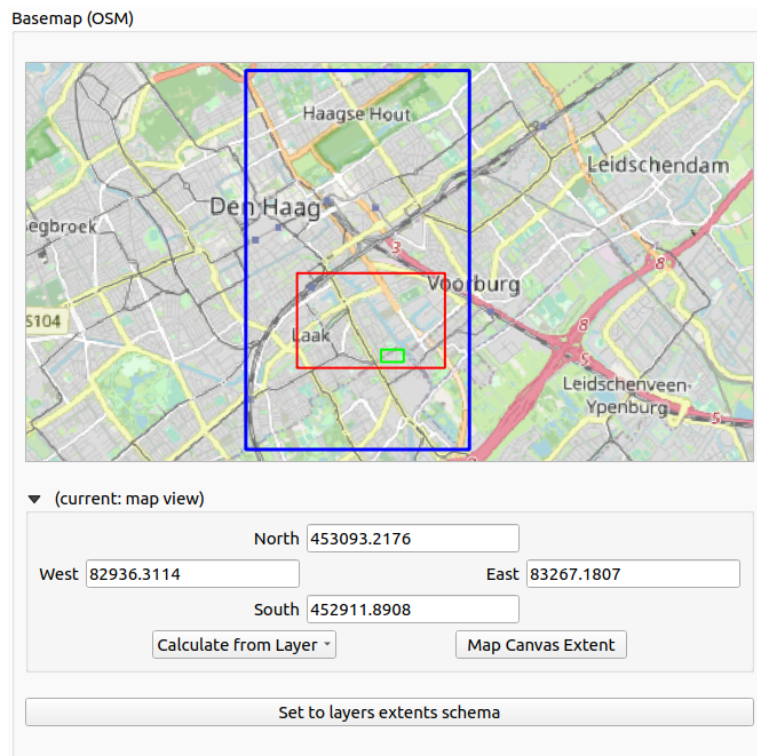 Basemap (OSM)
Haagse Hout
Leidschendam
Den Haag
egbroek
3
8
Voorburg
S104
8
Laak
5
Leidschenveen-
Ypenburg
5
(current: map view)
North 453093.2176
West 82936.3114 East 83267.1807
South 452911.8908
Calculate from Layer Map Canvas Extent
Set to layers extents schema